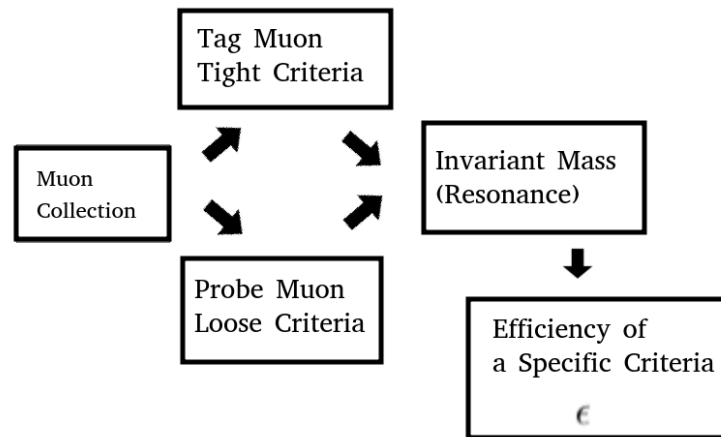 Tag Muon
Tight Criteria
Muon
Collection
Invariant Mass
(Resonance)
Probe Muon
Loose Criteria
Efficiency of
a Specific Criteria
ϵ